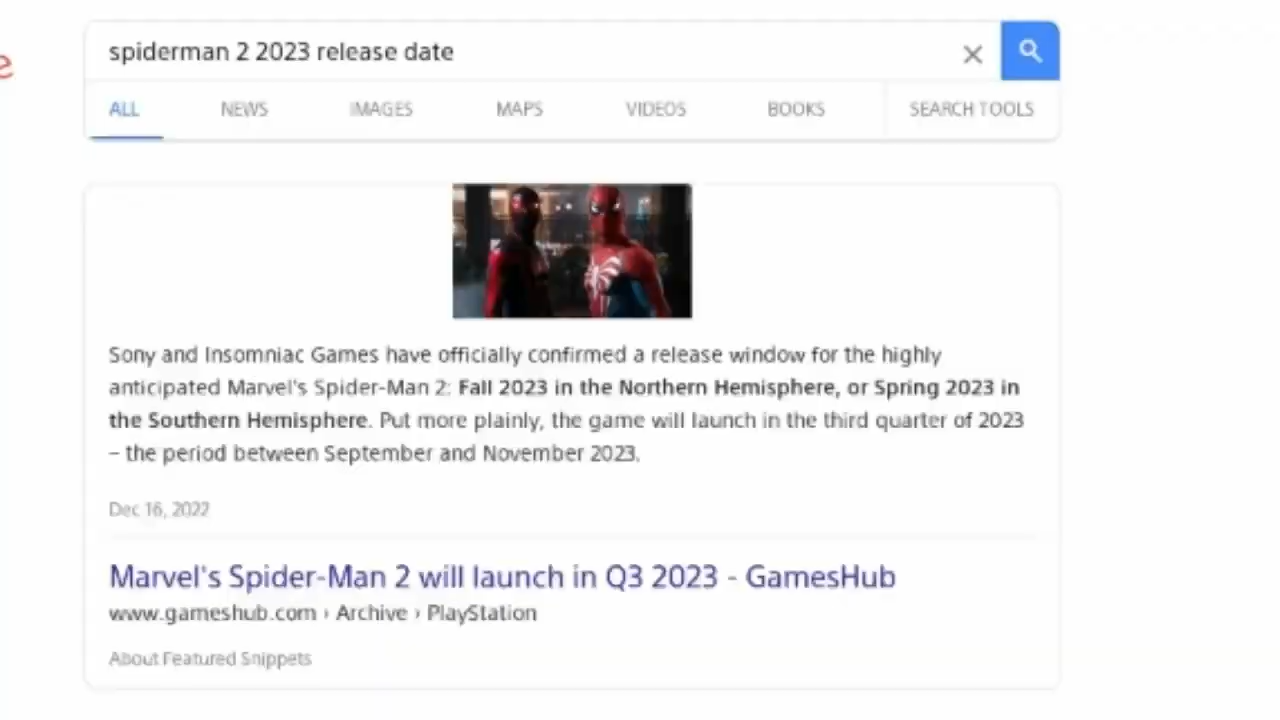 e
spiderman 2 2023 release date
ALL NEWS IMAGES MAPS VIDEOS BOOKS SEARCH TOOLS
Sony and Insomniac Games have officially confirmed a release window for the highly
anticipated Marvel's Spider-Man 2: Fall 2023 in the Northern Hemisphere, or Spring 2023 in
the Southern Hemisphere. Put more plainly, the game will launch in the third quarter of 2023
– the period between September and November 2023.
Dec 16, 2022
Marvel's Spider-Man 2 will launch in Q3 2023 - GamesHub
www.gameshub.com › Archive › PlayStation
About Featured Snippets